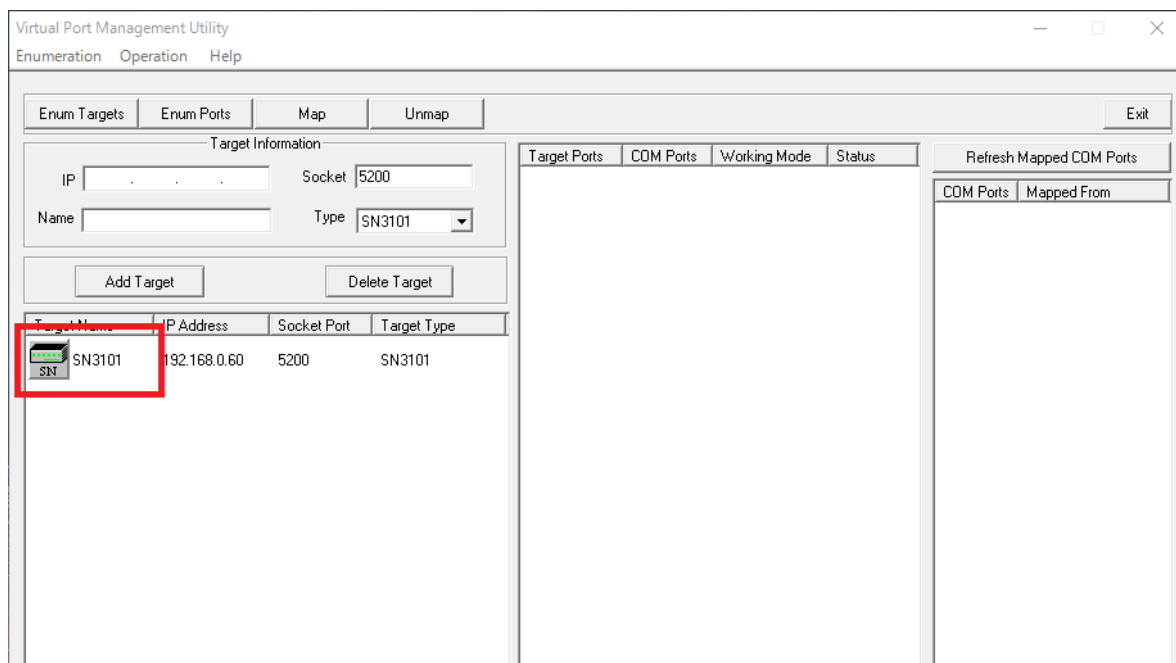 Virtual Port Management Utility
Enumeration Operation Help
Enum Targets Enum Ports Map Unmap Exit
Target Information
IP . . . Socket 5200
Name Type SN3101
Add Target Delete Target
Target Name IP Address Socket Port Target Type
SN SN3101 192.168.0.60 5200 SN3101
Target Ports COM Ports Working Mode Status
Refresh Mapped COM Ports
COM Ports Mapped From